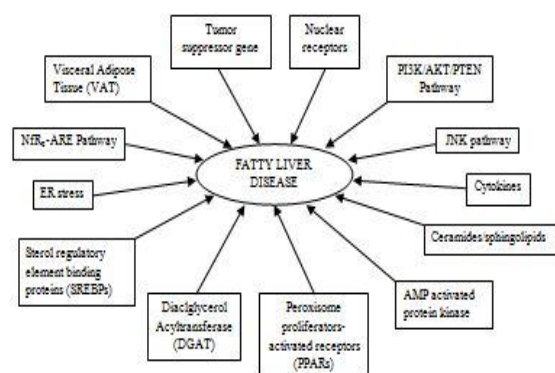 Tumor
suppressor gene
Nuclear
receptors
Visceral Adipose
Tissue (VAT)
PI3K/AKT/PTEN
Pathway
NfR₂-ARE Pathway
JNK pathway
FATTY LIVER
DISEASE
ER stress
Cytokines
Sterol regulatory
element binding
proteins (SREBPs)
Ceramides/sphingolipids
Diaclglycerol
Acyltransferase
(DGAT)
Peroxisome
proliferators-
activated receptors
(PPARs)
AMP activated
protein kinase